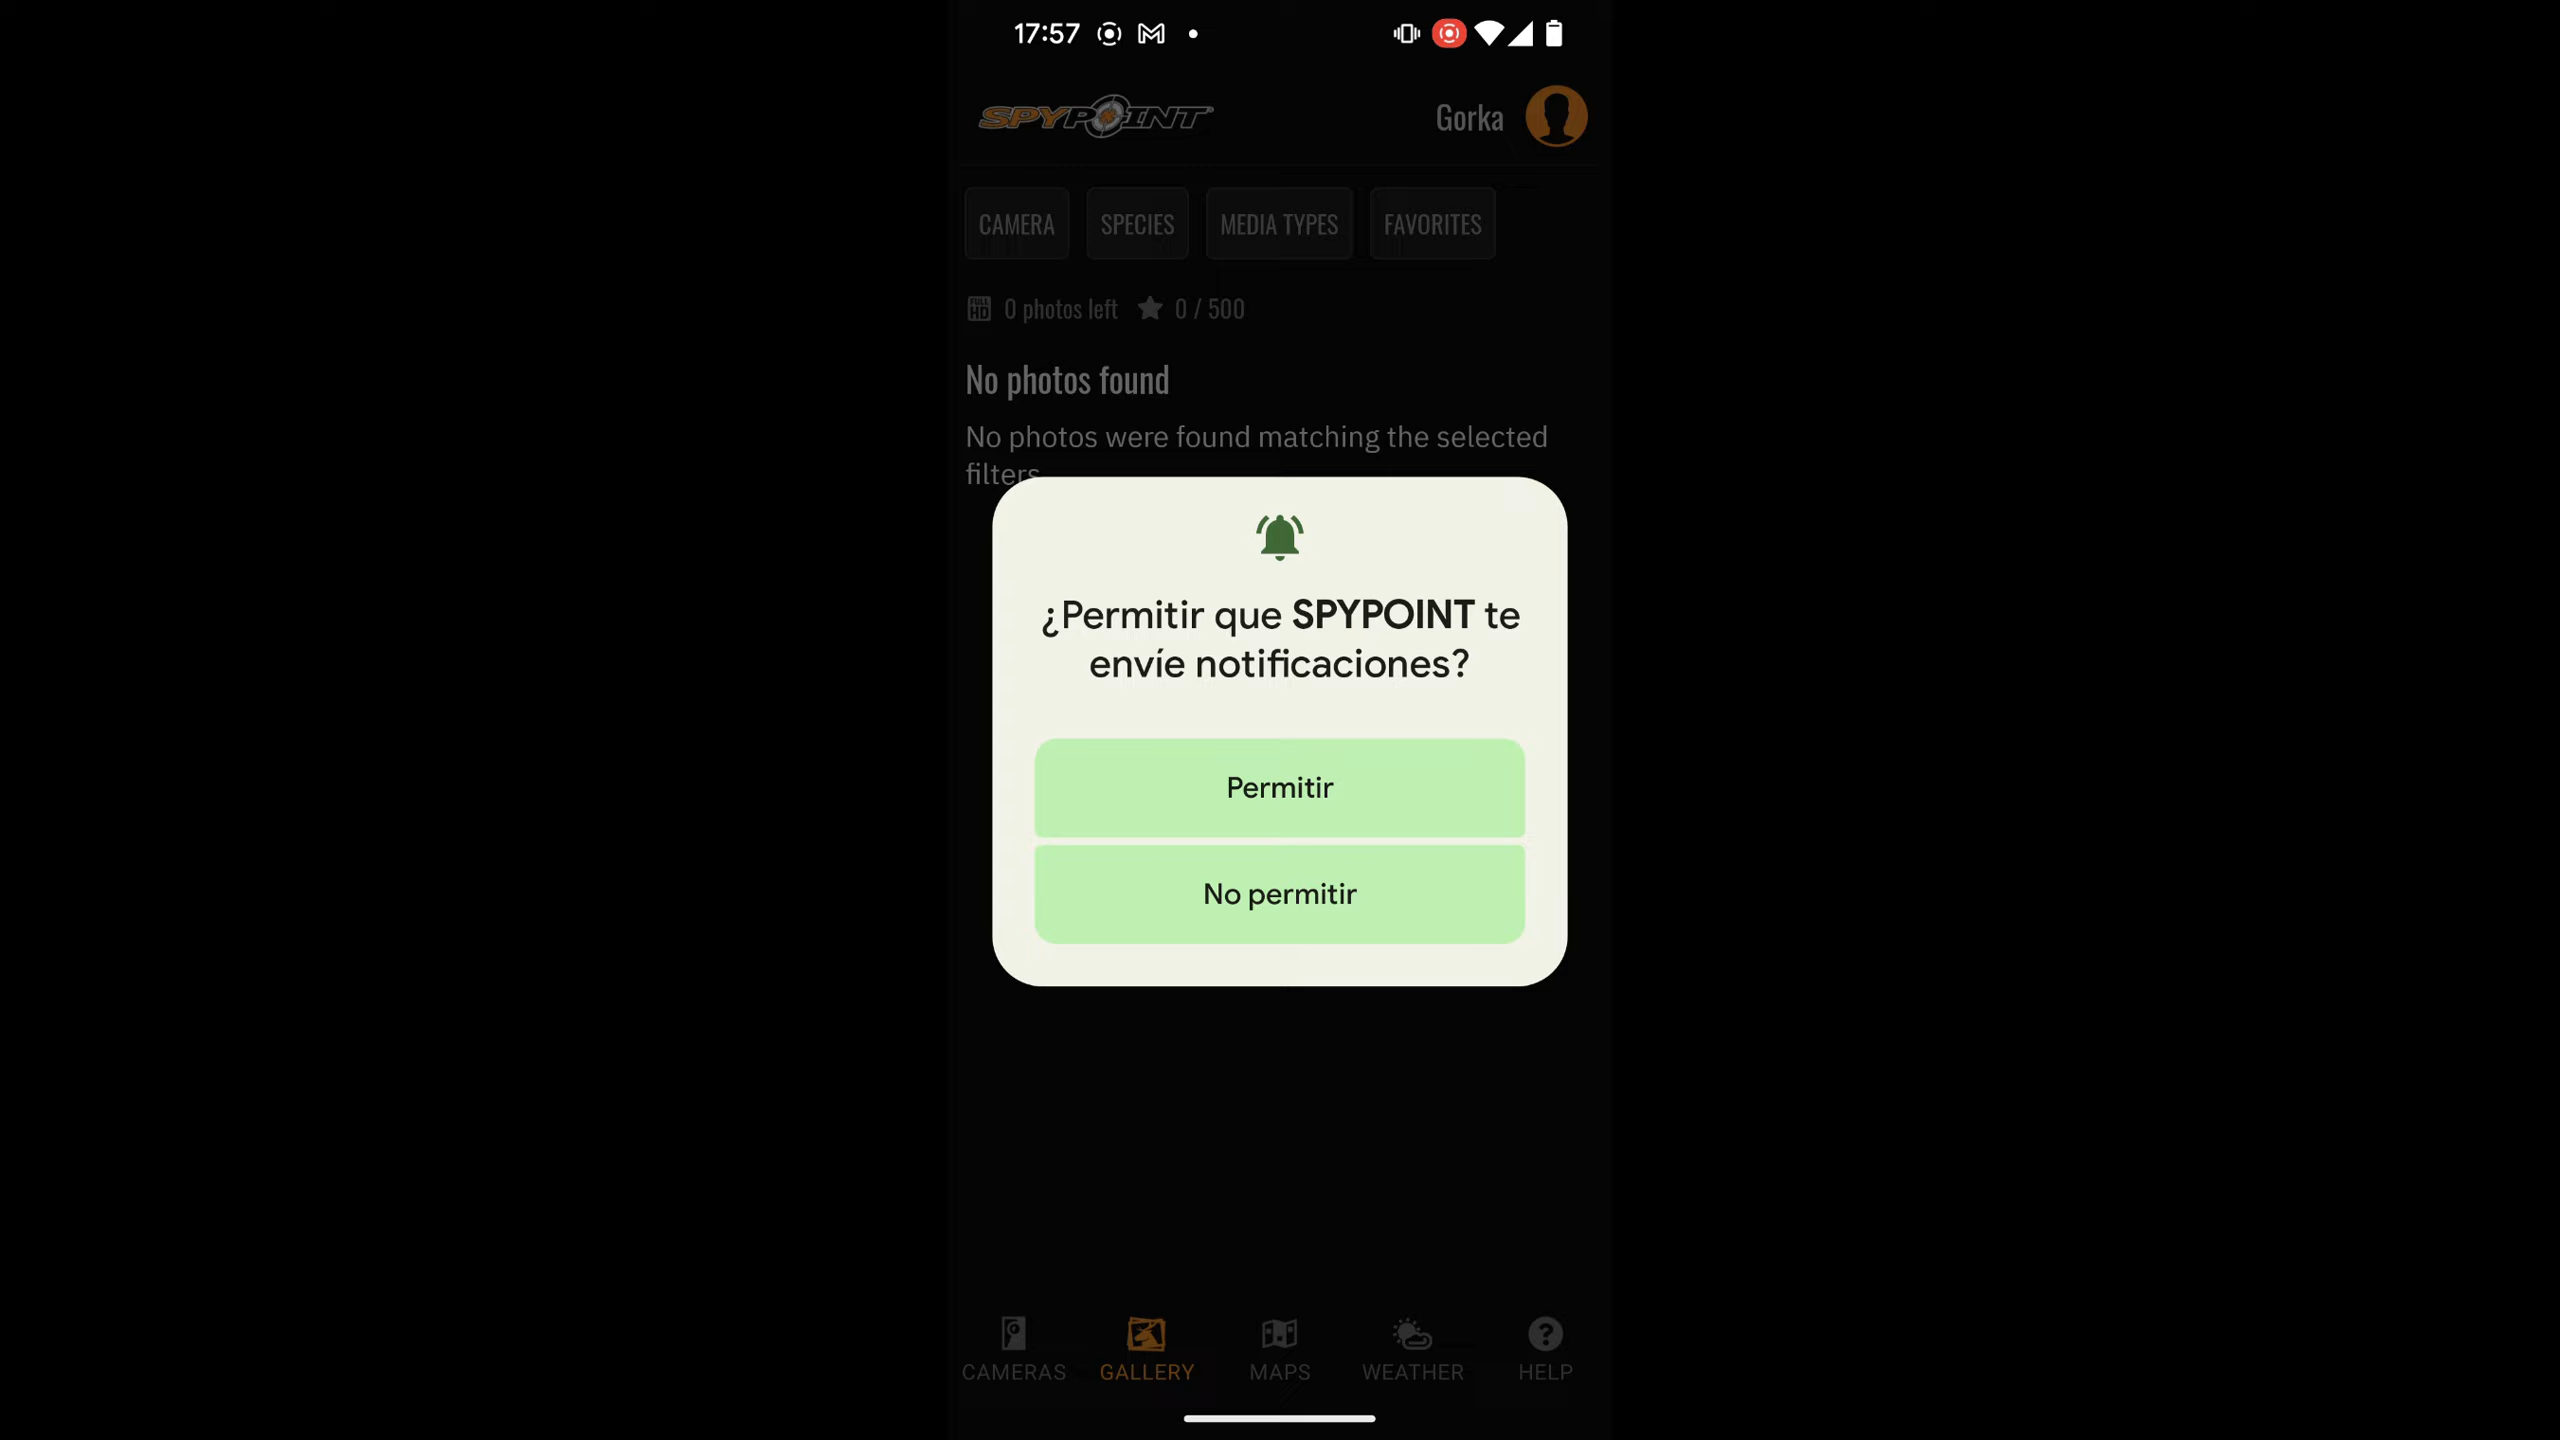 17:57
SPYPOINT
Gorka
CAMERA SPECIES MEDIA TYPES FAVORITES
FULL HD 0 photos left 0 / 500
No photos found
No photos were found matching the selected
filters
¿Permitir que SPYPOINT te
envíe notificaciones?
Permitir
No permitir
CAMERAS GALLERY MAPS WEATHER HELP